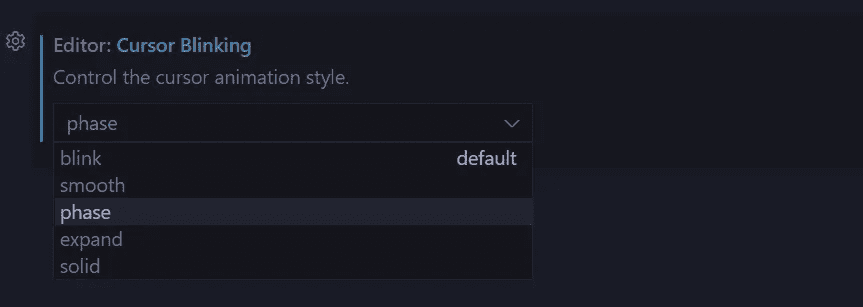 Editor: Cursor Blinking
Control the cursor animation style.
phase
blink default
smooth
phase
expand
solid